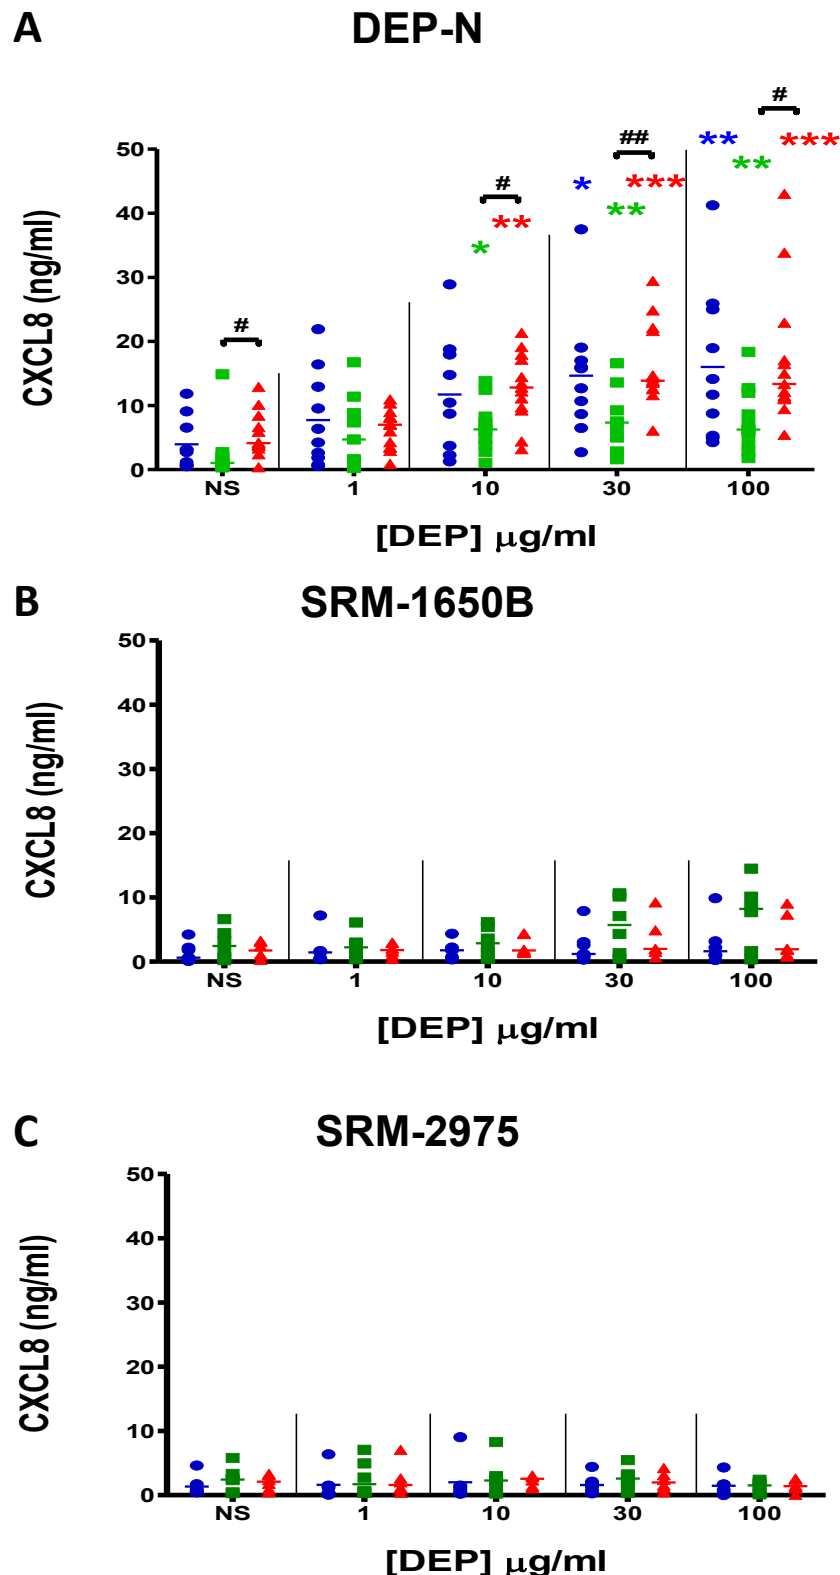 A
DEP-N
CXCL8 (ng/ml)
50
40
30
20
10
0
#
*
**
#
*
**
***
##
**
**
***
#
NS 1 10 30 100
[DEP] μg/ml
B
SRM-1650B
CXCL8 (ng/ml)
50
40
30
20
10
0
NS 1 10 30 100
[DEP] μg/ml
C
SRM-2975
CXCL8 (ng/ml)
50
40
30
20
10
0
NS 1 10 30 100
[DEP] μg/ml